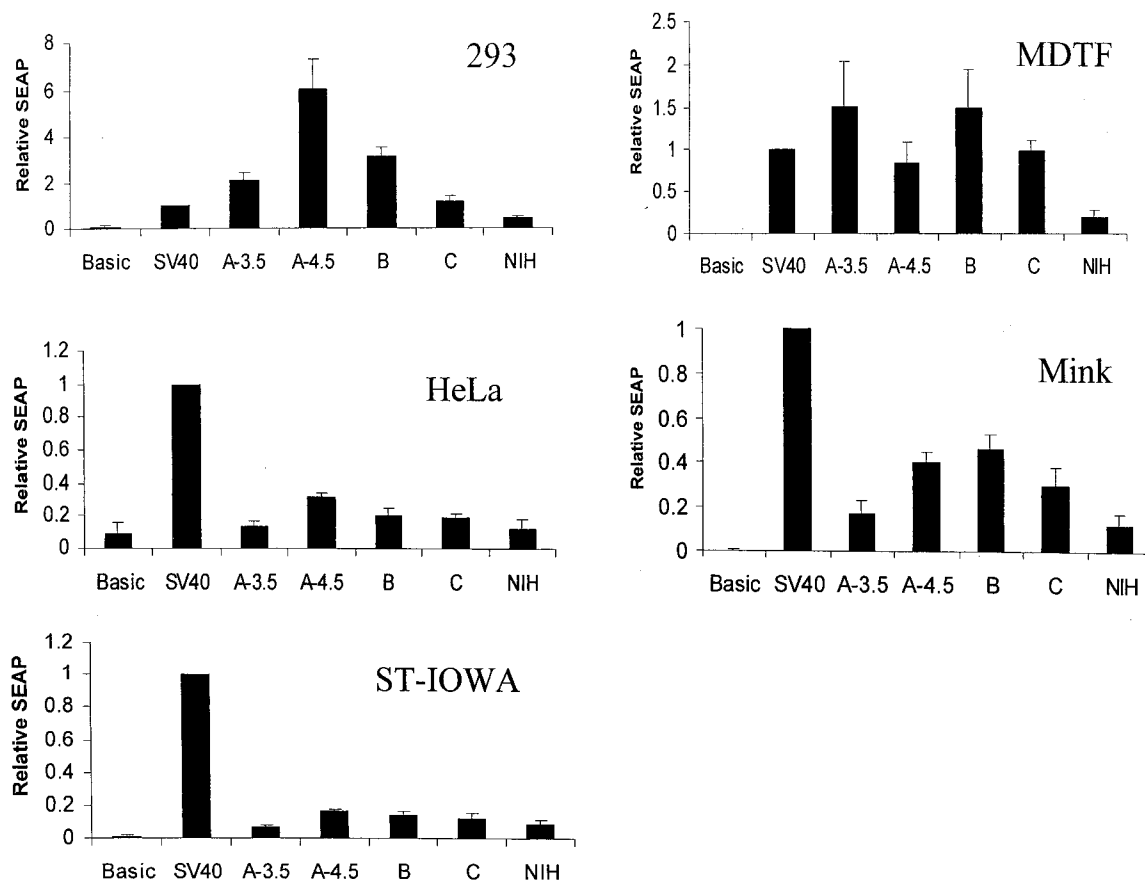 293
Relative SEAP
8
6
4
2
0
Basic SV40 A-3.5 A-4.5 B C NIH
MDTF
Relative SEAP
2.5
2
1.5
1
0.5
0
Basic SV40 A-3.5 A-4.5 B C NIH
HeLa
Relative SEAP
1.2
1
0.8
0.6
0.4
0.2
0
Basic SV40 A-3.5 A-4.5 B C NIH
Mink
Relative SEAP
1
0.8
0.6
0.4
0.2
0
Basic SV40 A-3.5 A-4.5 B C NIH
ST-IOWA
Relative SEAP
1.2
1
0.8
0.6
0.4
0.2
0
Basic SV40 A-3.5 A-4.5 B C NIH